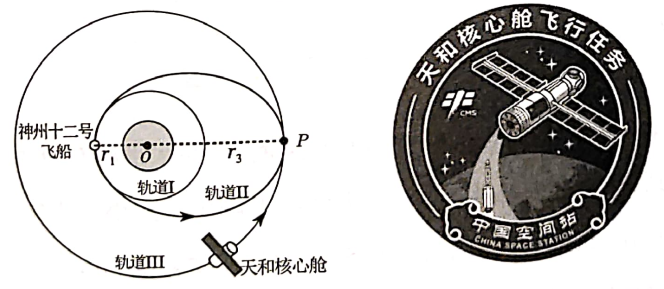 神州十二号
飞船
r₁
O
r₃
P
轨道Ⅰ
轨道Ⅱ
轨道Ⅲ
天和核心舱
天和核心舱飞行任务
CMS
中国空间站
CHINA SPACE STATION